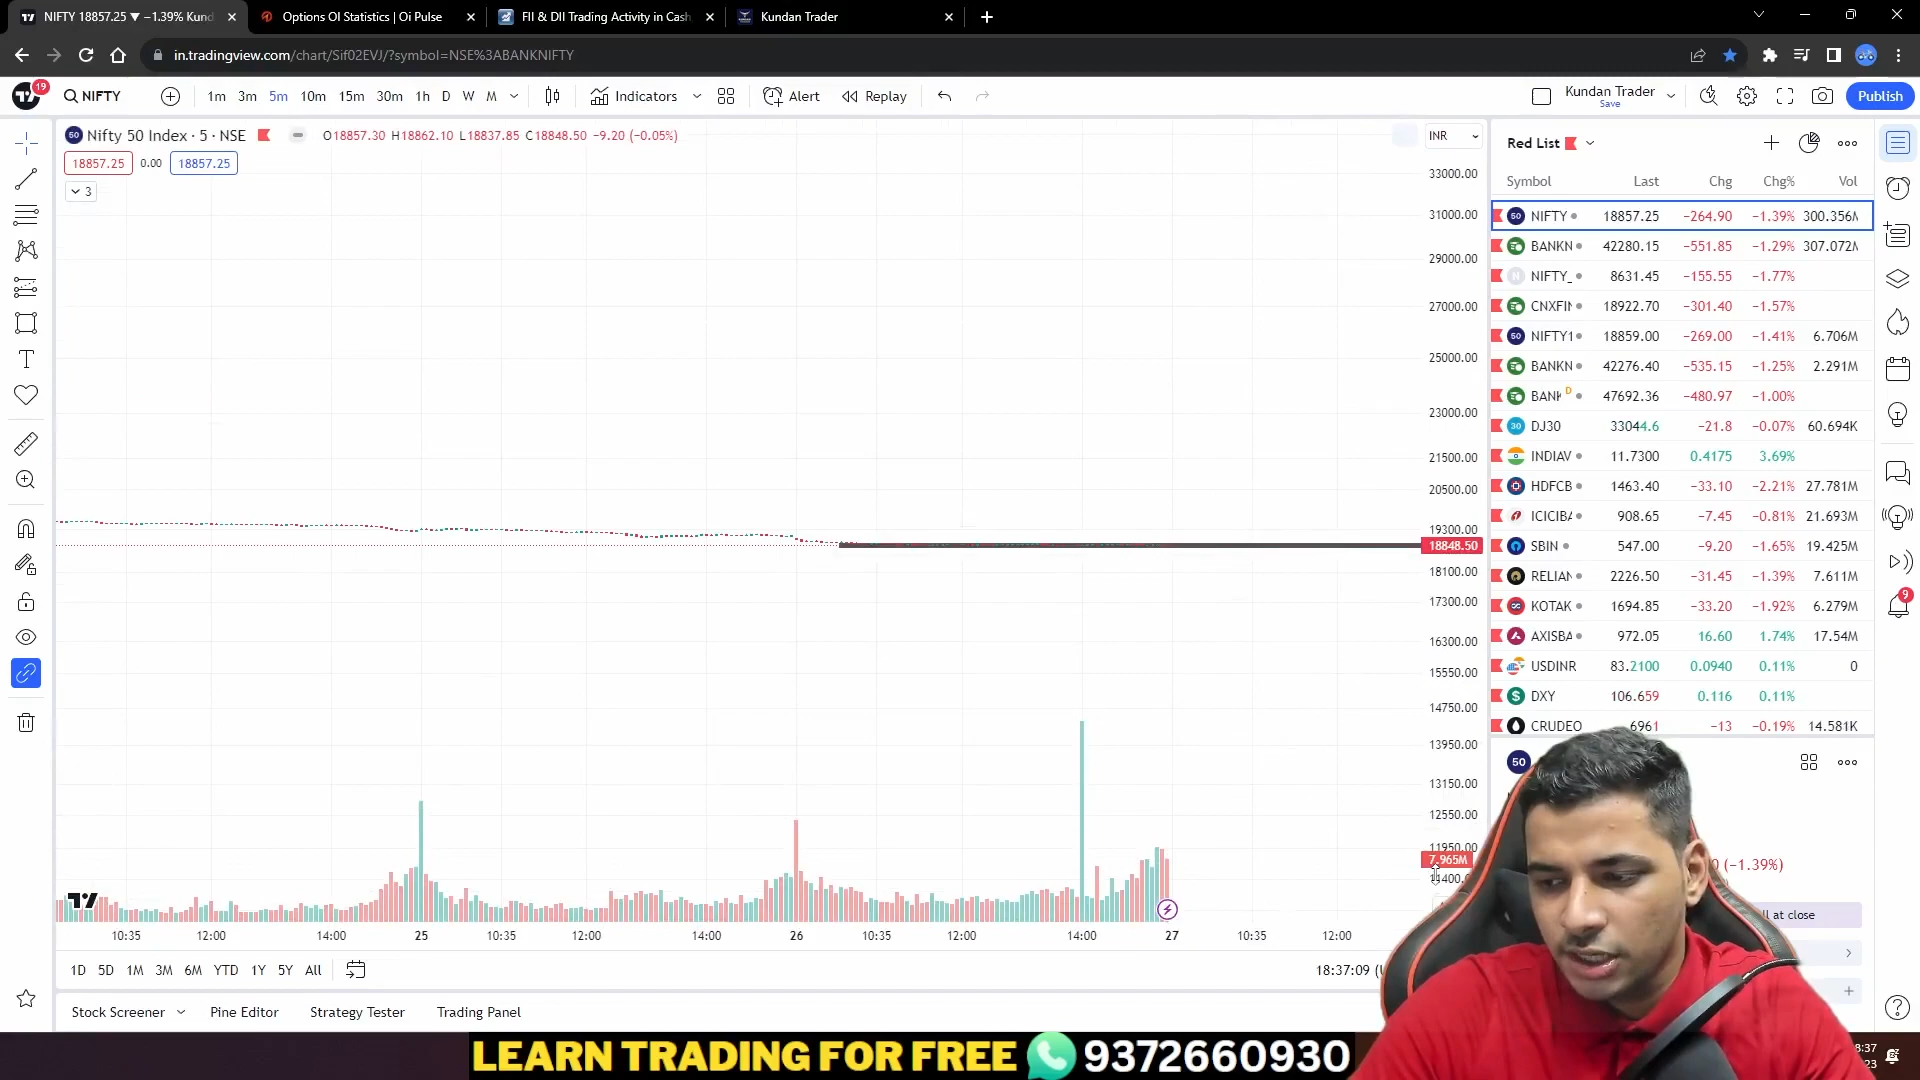 NIFTY 18857.25 ▼ −1.39% Kund
Options OI Statistics | Oi Pulse
FII & DII Trading Activity in Cash
Kundan Trader
in.tradingview.com/chart/Sif02EVJ/?symbol=NSE%3ABANKNIFTY
19
NIFTY
1m 3m 5m 10m 15m 30m 1h D W M
Indicators
Alert
Replay
Kundan Trader
Save
Publish
Nifty 50 Index · 5 · NSE
O18857.30 H18862.10 L18837.85 C18848.50 −9.20 (−0.05%)
INR
18857.25 0.00 18857.25
3
33000.00
31000.00
29000.00
27000.00
25000.00
23000.00
21500.00
20500.00
19300.00
18848.50
18100.00
17300.00
16300.00
15550.00
14750.00
13950.00
13150.00
12550.00
11950.00
7.965M
11400.
10:35 12:00 14:00 25 10:35 12:00 14:00 26 10:35 12:00 14:00 27 10:35 12:00
1D 5D 1M 3M 6M YTD 1Y 5Y All
18:37:09 (U
Stock Screener Pine Editor Strategy Tester Trading Panel
Red List
Symbol Last Chg Chg% Vol
50 NIFTY 18857.25 −264.90 −1.39% 300.356M
BANKN 42280.15 −551.85 −1.29% 307.072M
N NIFTY_ 8631.45 −155.55 −1.77%
CNXFIN 18922.70 −301.40 −1.57%
50 NIFTY1 18859.00 −269.00 −1.41% 6.706M
BANKN 42276.40 −535.15 −1.25% 2.291M
BANK D 47692.36 −480.97 −1.00%
30 DJ30 33044.6 −21.8 −0.07% 60.694K
INDIAV 11.7300 0.4175 3.69%
HDFCB 1463.40 −33.10 −2.21% 27.781M
ICICIBA 908.65 −7.45 −0.81% 21.693M
SBIN 547.00 −9.20 −1.65% 19.425M
RELIAN 2226.50 −31.45 −1.39% 7.611M
KOTAK 1694.85 −33.20 −1.92% 6.279M
AXISBA 972.05 16.60 1.74% 17.54M
USDINR 83.2100 0.0940 0.11% 0
DXY 106.659 0.116 0.11%
CRUDEO 6961 −13 −0.19% 14.581K
9
50
(−1.39%)
ll at close
LEARN TRADING FOR FREE 9372660930
8:37
23